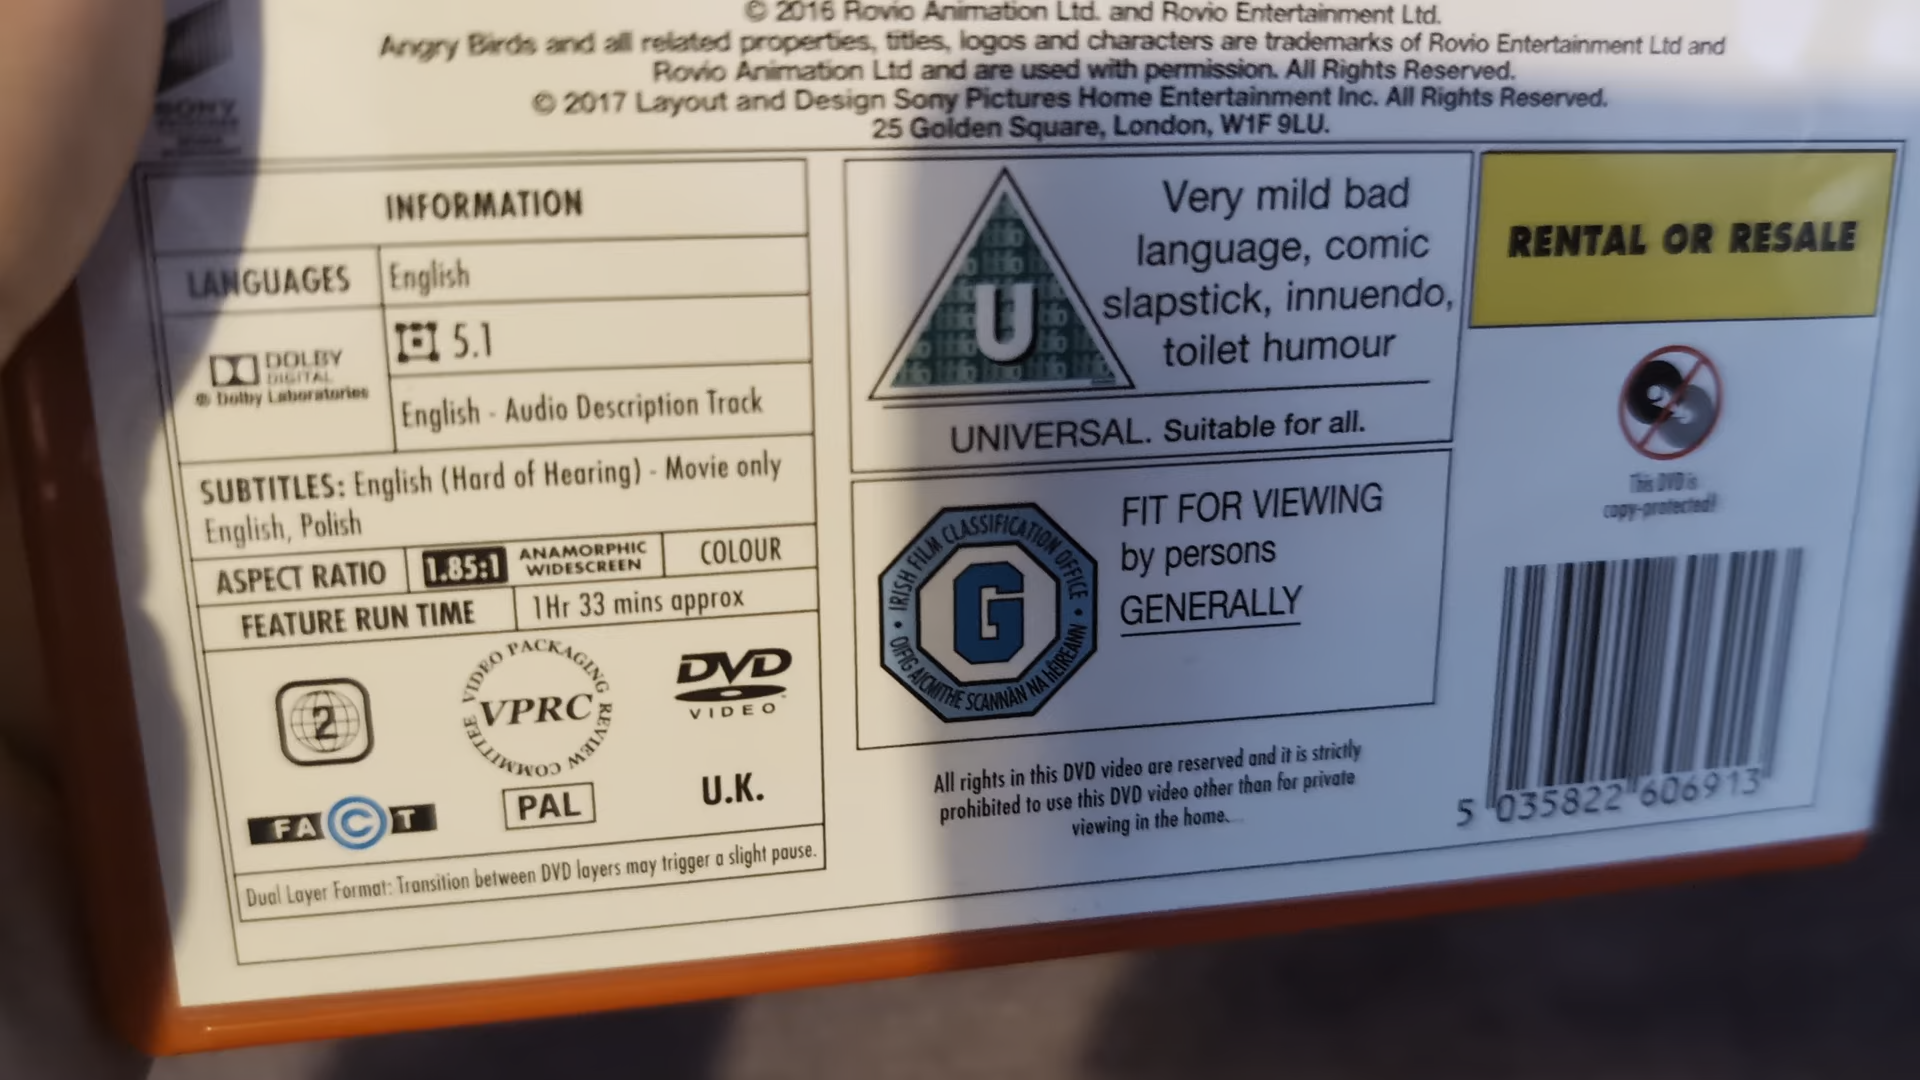 © 2016 Rovio Animation Ltd. and Rovio Entertainment Ltd.
Angry Birds and all related properties, titles, logos and characters are trademarks of Rovio Entertainment Ltd and
Rovio Animation Ltd and are used with permission. All Rights Reserved.
© 2017 Layout and Design Sony Pictures Home Entertainment Inc. All Rights Reserved.
25 Golden Square, London, W1F 9LU.
SONY
INFORMATION
LANGUAGES English
DOLBY
DIGITAL
® Dolby Laboratories
5.1
English - Audio Description Track
SUBTITLES: English (Hard of Hearing) - Movie only
English, Polish
ASPECT RATIO 1.85:1 ANAMORPHIC
WIDESCREEN COLOUR
FEATURE RUN TIME 1Hr 33 mins approx
2
VIDEO PACKAGING REVIEW COMMITTEE
VPRC
DVD
VIDEO
FACT
PAL
U.K.
Dual Layer Format: Transition between DVD layers may trigger a slight pause.
U
Very mild bad
language, comic
slapstick, innuendo,
toilet humour
UNIVERSAL. Suitable for all.
IRISH FILM CLASSIFICATION OFFICE
OIFIG AICMITHE SCANNÁN NA hÉIREANN
G
FIT FOR VIEWING
by persons
GENERALLY
All rights in this DVD video are reserved and it is strictly
prohibited to use this DVD video other than for private
viewing in the home.
RENTAL OR RESALE
This DVD is
copy-protected!
5 035822 606913